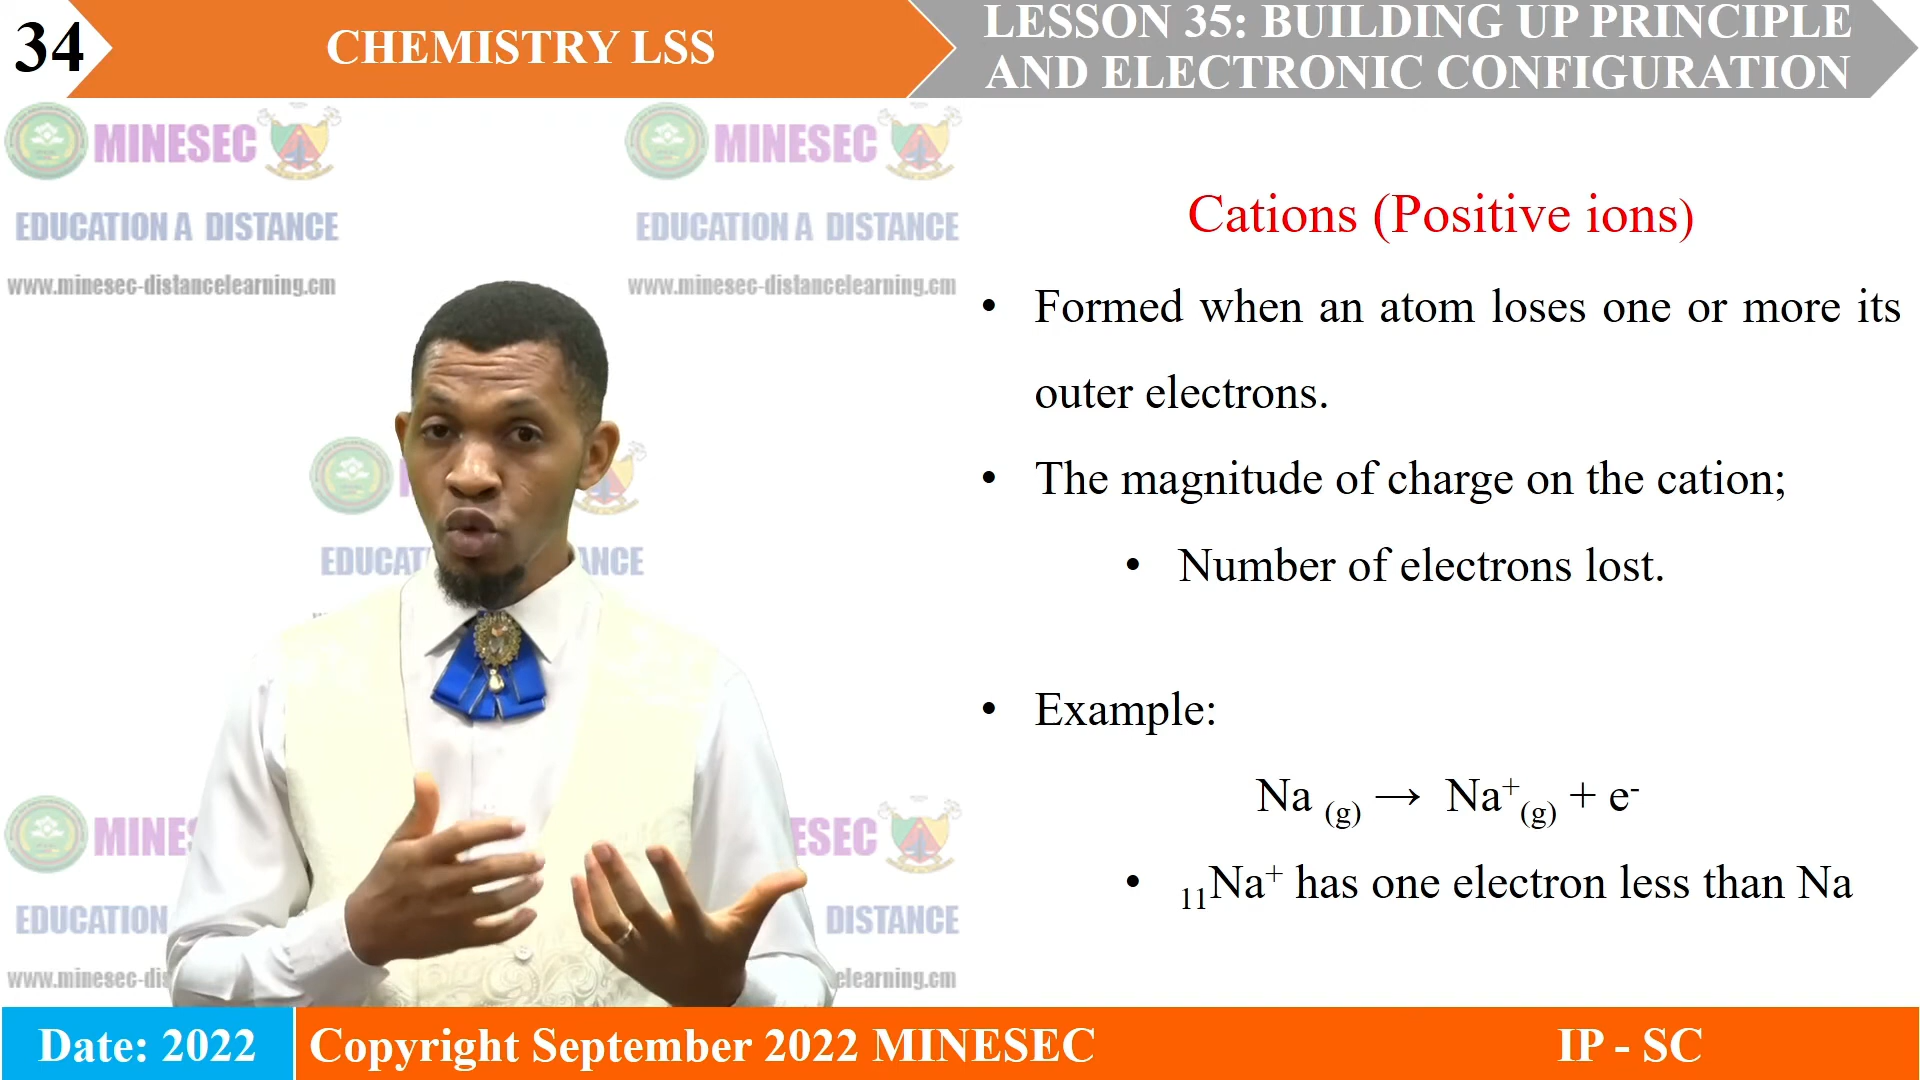 34
CHEMISTRY LSS
LESSON 35: BUILDING UP PRINCIPLE
AND ELECTRONIC CONFIGURATION
MINESEC
MINESEC
EDUCATION A DISTANCE
EDUCATION A DISTANCE
www.minesec-distancelearning.cm
www.minesec-distancelearning.cm
Cations (Positive ions)
• Formed when an atom loses one or more its
outer electrons.
• The magnitude of charge on the cation;
• Number of electrons lost.
• Example:
Na (g) → Na⁺(g) + e⁻
• ₁₁Na⁺ has one electron less than Na
EDUCATION
DISTANCE
Date: 2022
Copyright September 2022 MINESEC
IP - SC